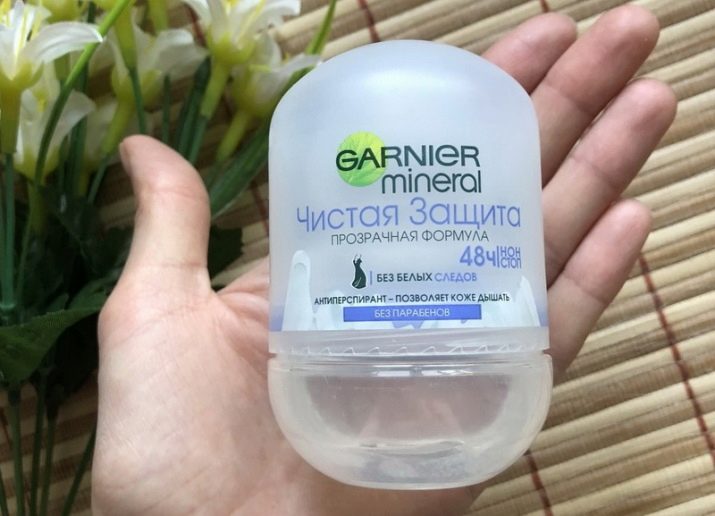 GARNIER
mineral
Чистая Защита
ПРОЗРАЧНАЯ ФОРМУЛА
48ч НОН СТОП
БЕЗ БЕЛЫХ СЛЕДОВ
АНТИПЕРСПИРАНТ – ПОЗВОЛЯЕТ КОЖЕ ДЫШАТЬ
БЕЗ ПАРАБЕНОВ